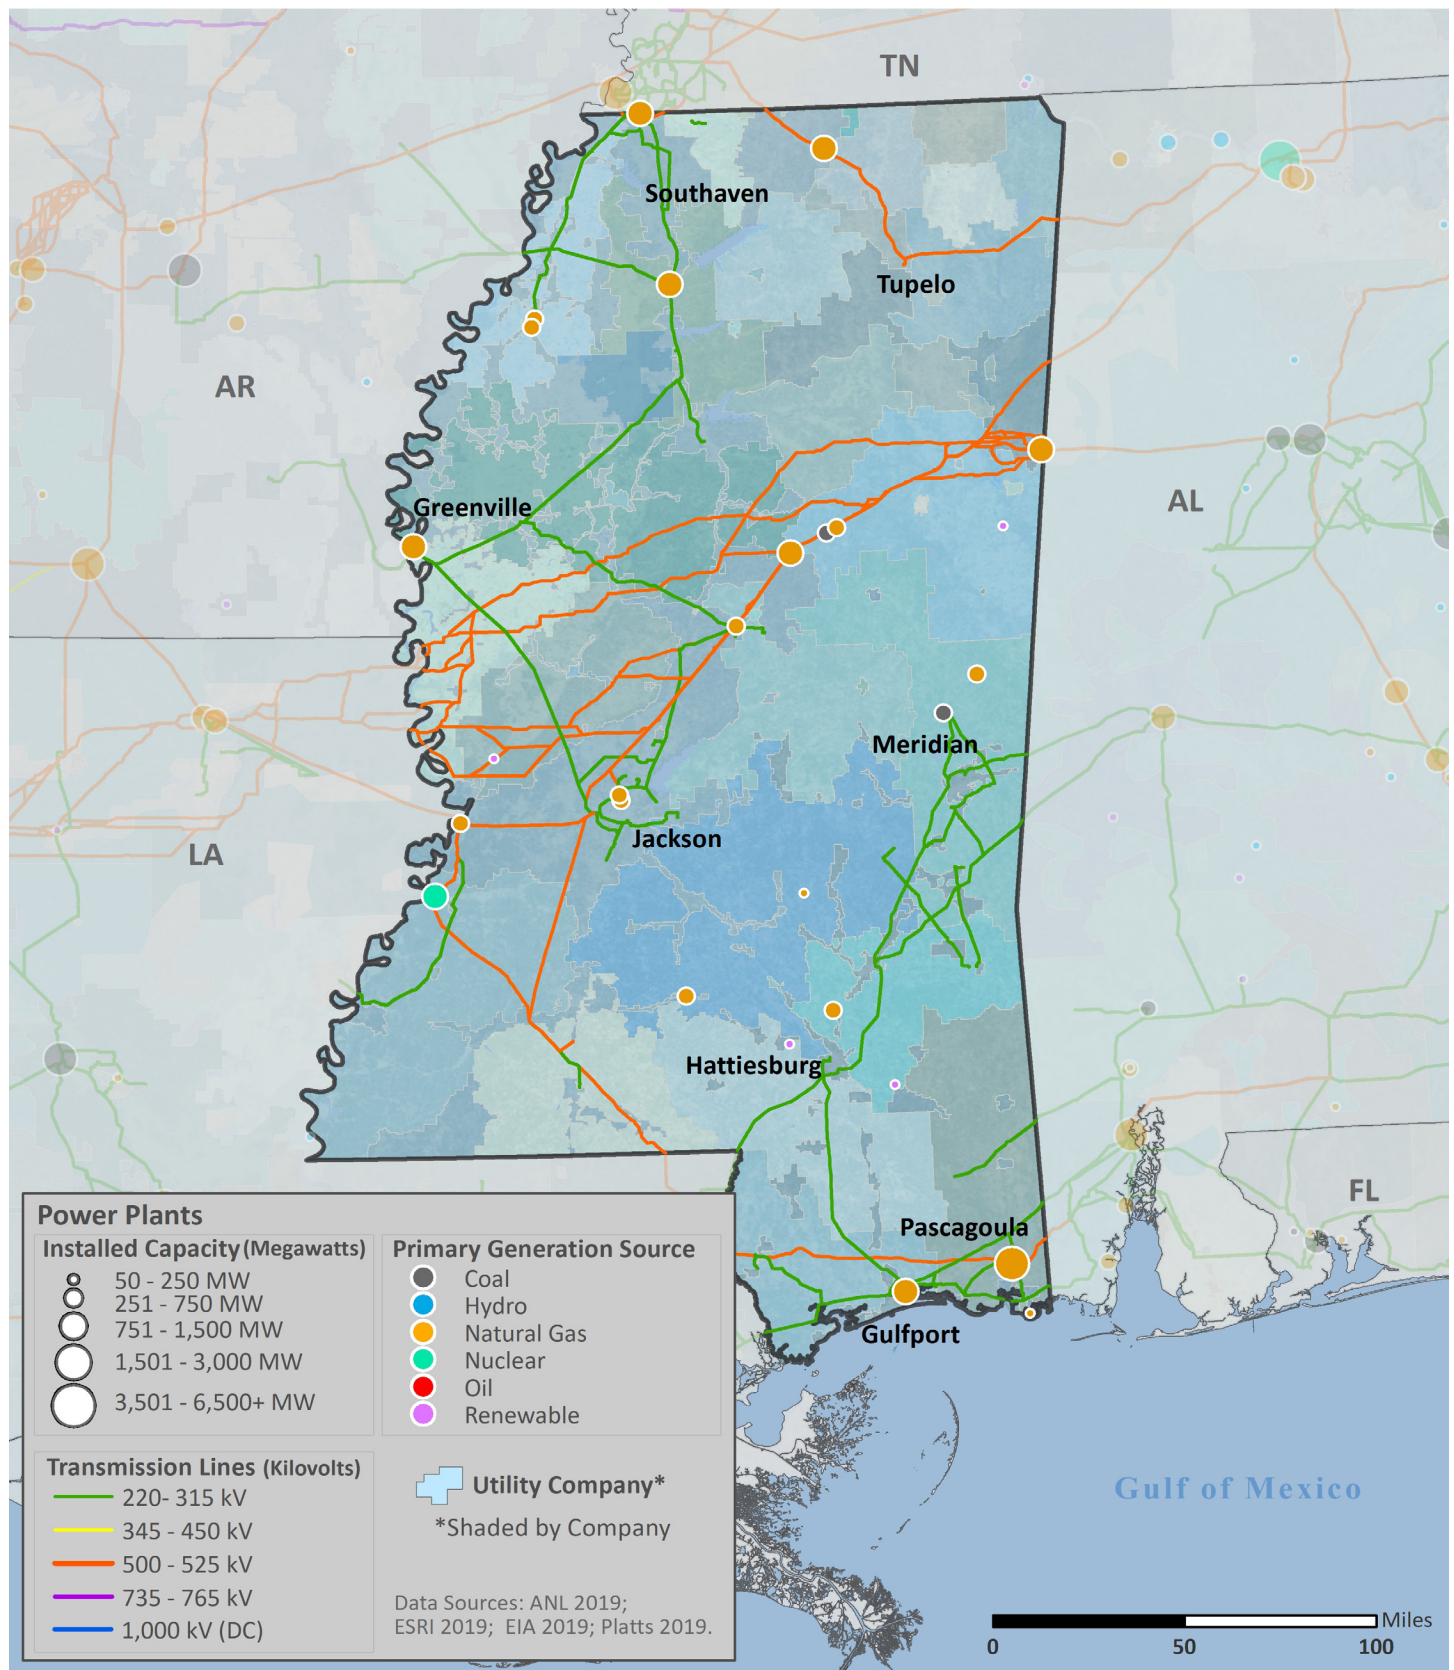 TN
Southaven
Tupelo
AR
Greenville
AL
Meridian
Jackson
LA
Hattiesburg
FL
Pascagoula
Gulfport
Gulf of Mexico
Power Plants
Installed Capacity (Megawatts)
50 - 250 MW
251 - 750 MW
751 - 1,500 MW
1,501 - 3,000 MW
3,501 - 6,500+ MW
Primary Generation Source
Coal
Hydro
Natural Gas
Nuclear
Oil
Renewable
Transmission Lines (Kilovolts)
220- 315 kV
345 - 450 kV
500 - 525 kV
735 - 765 kV
1,000 kV (DC)
Utility Company*
*Shaded by Company
Data Sources: ANL 2019;
ESRI 2019; EIA 2019; Platts 2019.
Miles
0 50 100